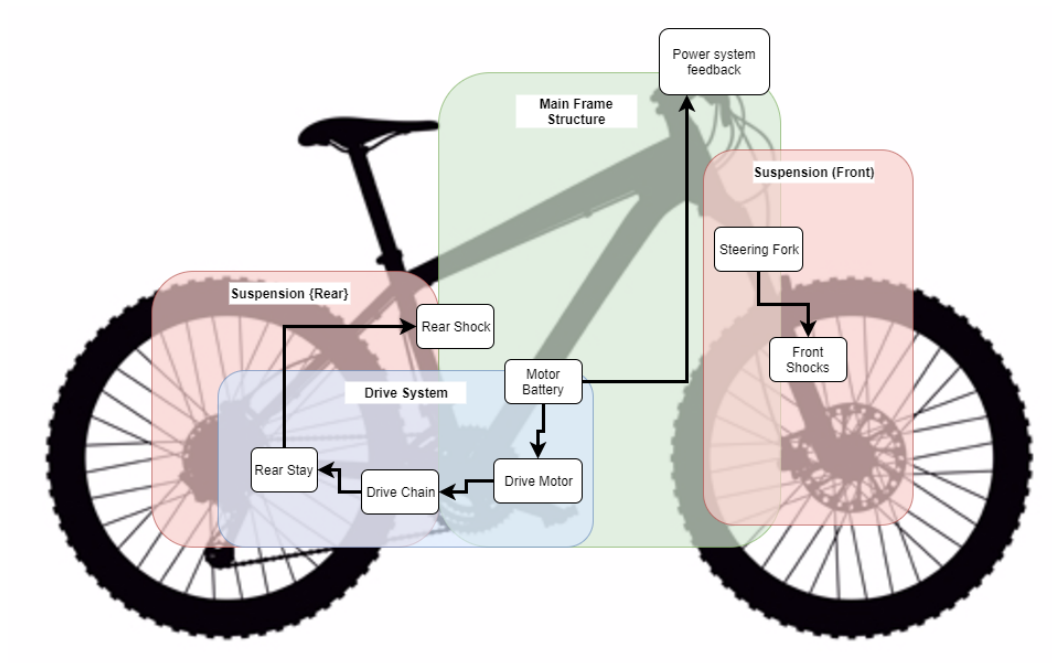 Power system
feedback
Main Frame
Structure
Suspension (Front)
Steering Fork
Suspension {Rear}
Rear Shock
Front
Shocks
Motor
Battery
Drive System
Rear Stay
Drive Chain
Drive Motor